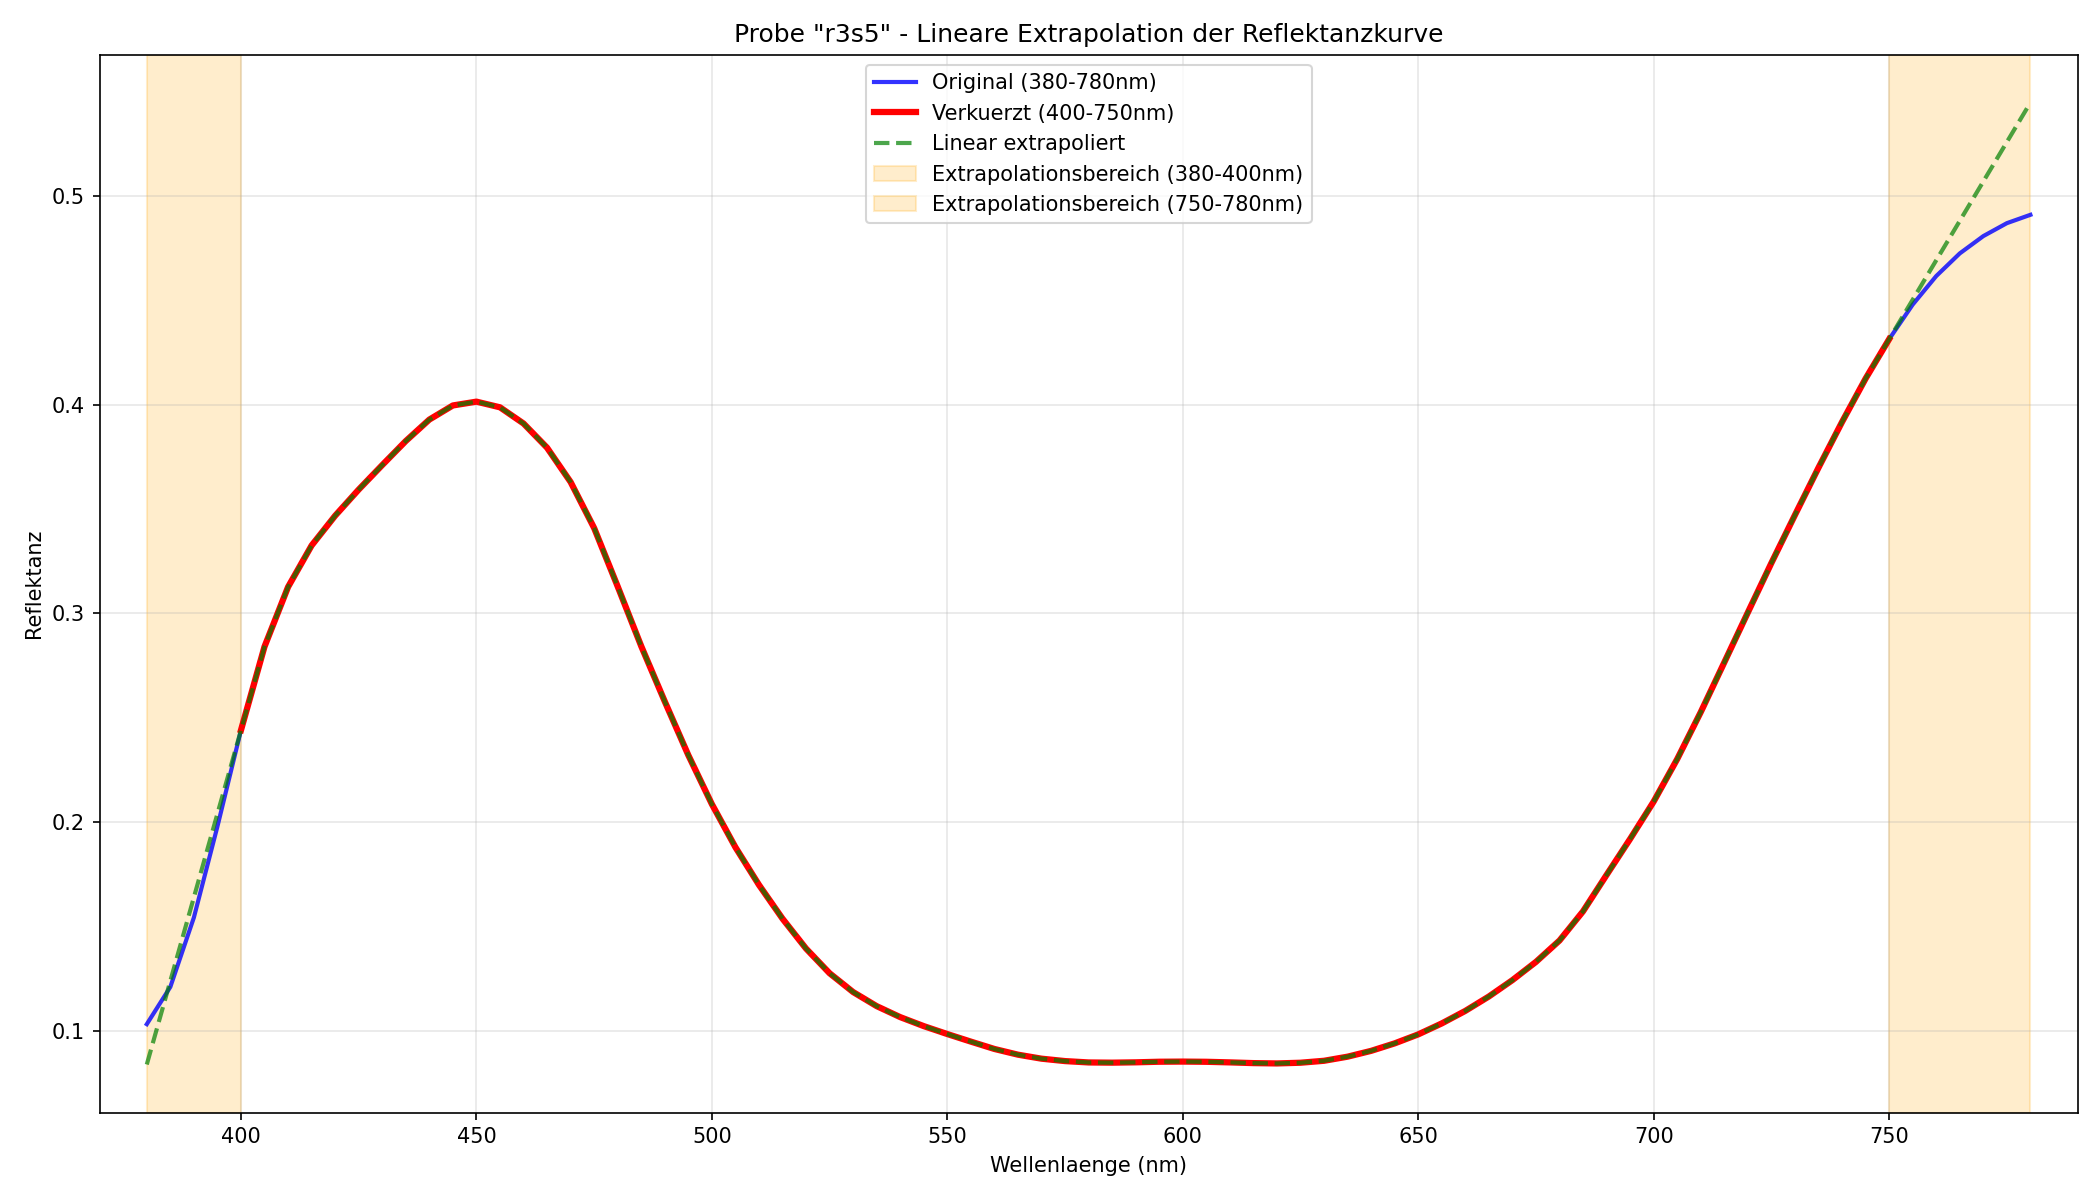 Probe "r3s5" - Lineare Extrapolation der Reflektanzkurve
Original (380-780nm)
Verkuerzt (400-750nm)
Linear extrapoliert
Extrapolationsbereich (380-400nm)
Extrapolationsbereich (750-780nm)
Reflektanz
0.5
0.4
0.3
0.2
0.1
400 450 500 550 600 650 700 750
Wellenlaenge (nm)